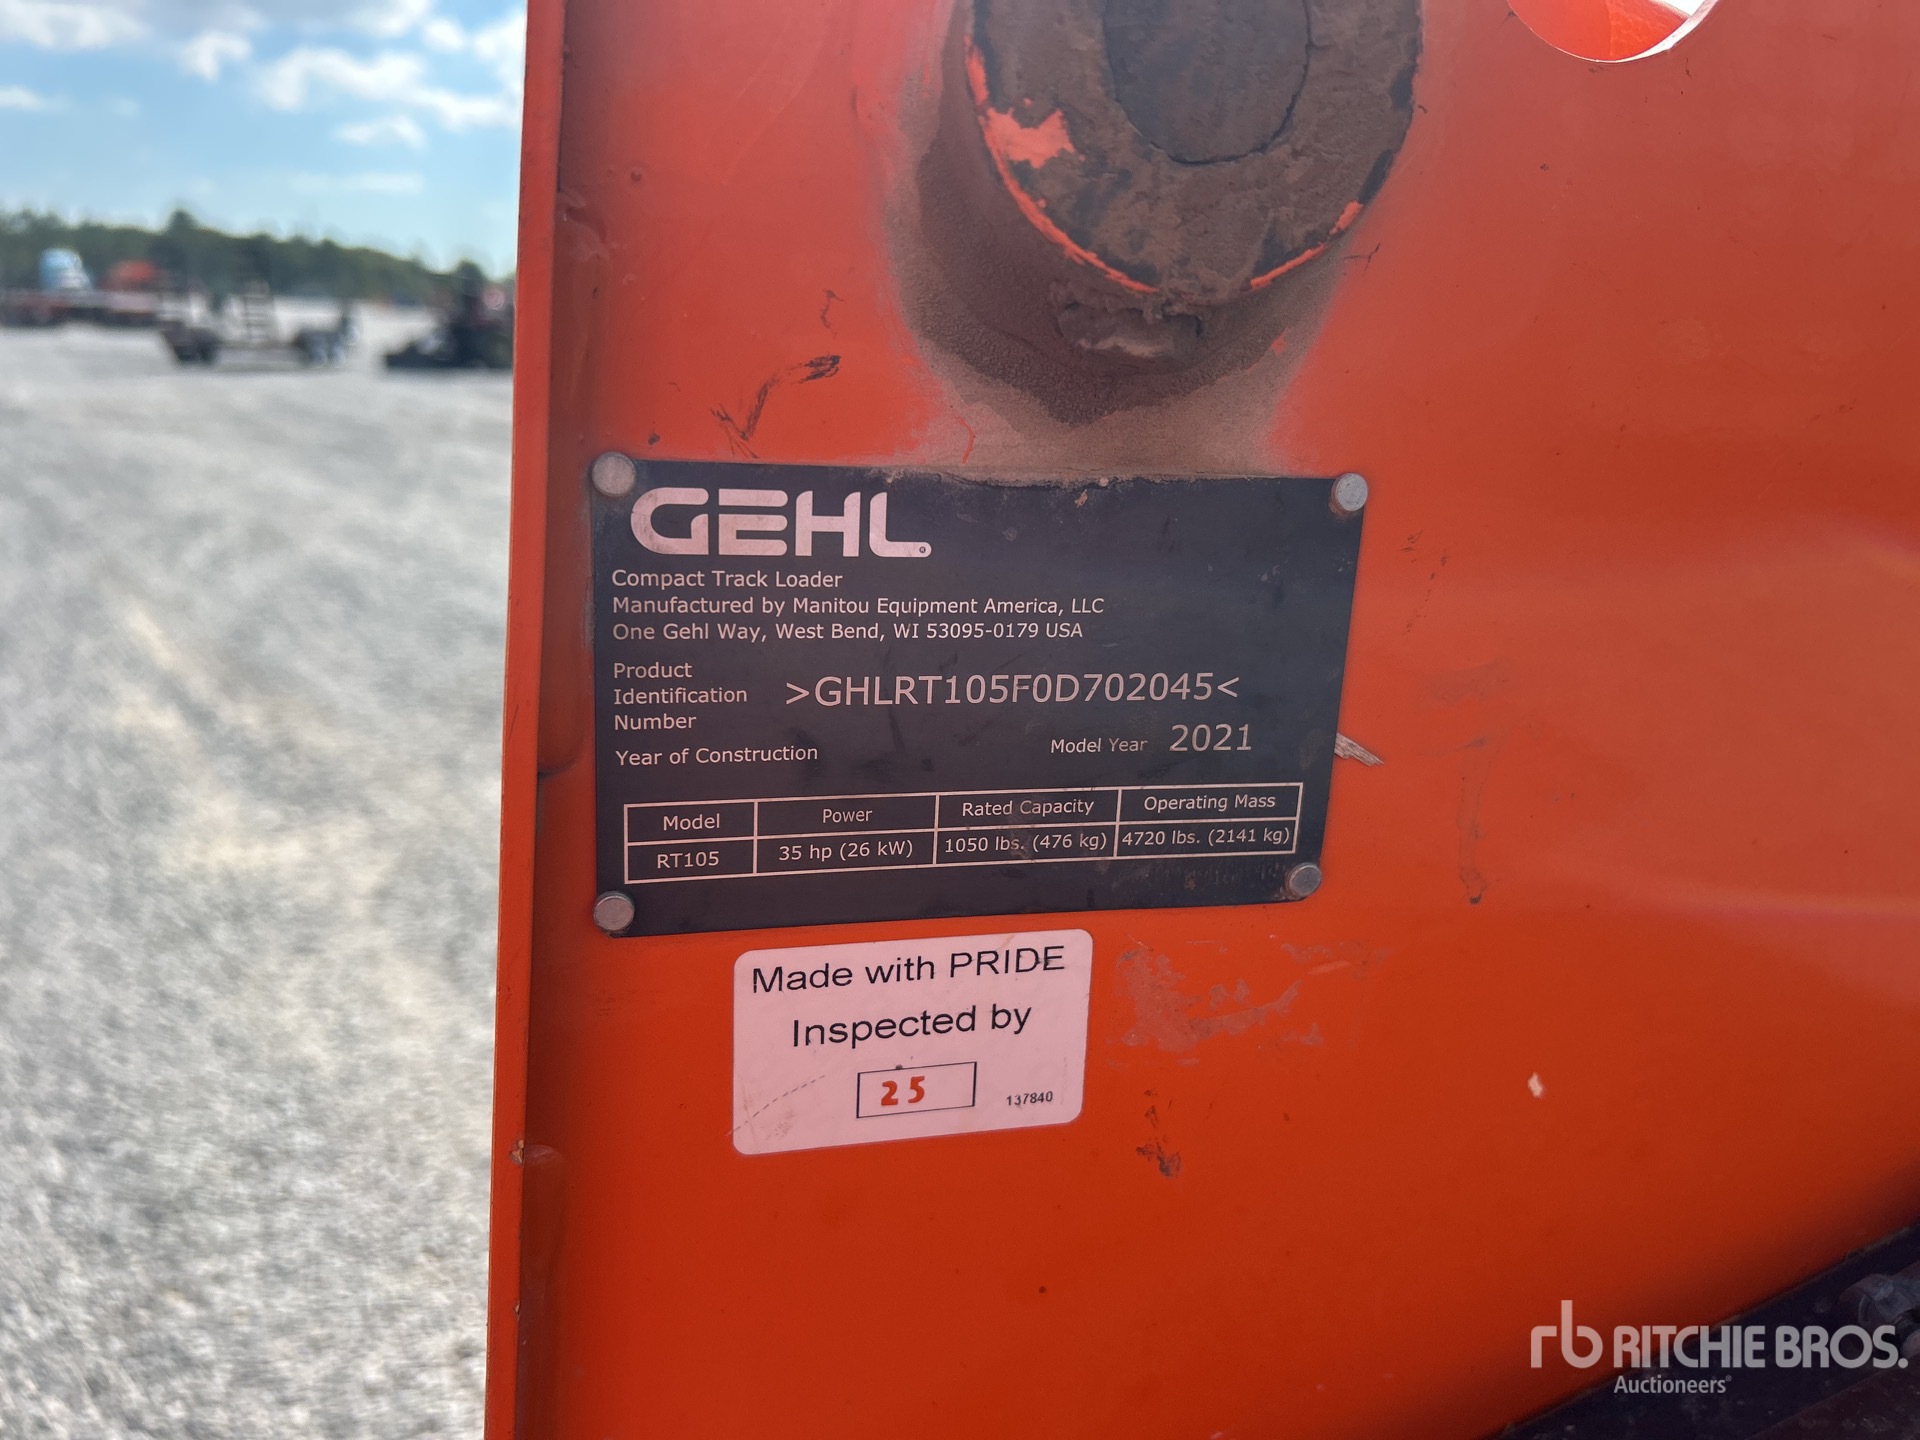 GEHL®
Compact Track Loader
Manufactured by Manitou Equipment America, LLC
One Gehl Way, West Bend, WI 53095-0179 USA
Product
Identification
Number
>GHLRT105F0D702045<
Year of Construction
Model Year 2021
Model Power Rated Capacity Operating Mass
RT105 35 hp (26 kW) 1050 lbs. (476 kg) 4720 lbs. (2141 kg)
Made with PRIDE
Inspected by
25
137840
rb RITCHIE BROS.
Auctioneers®